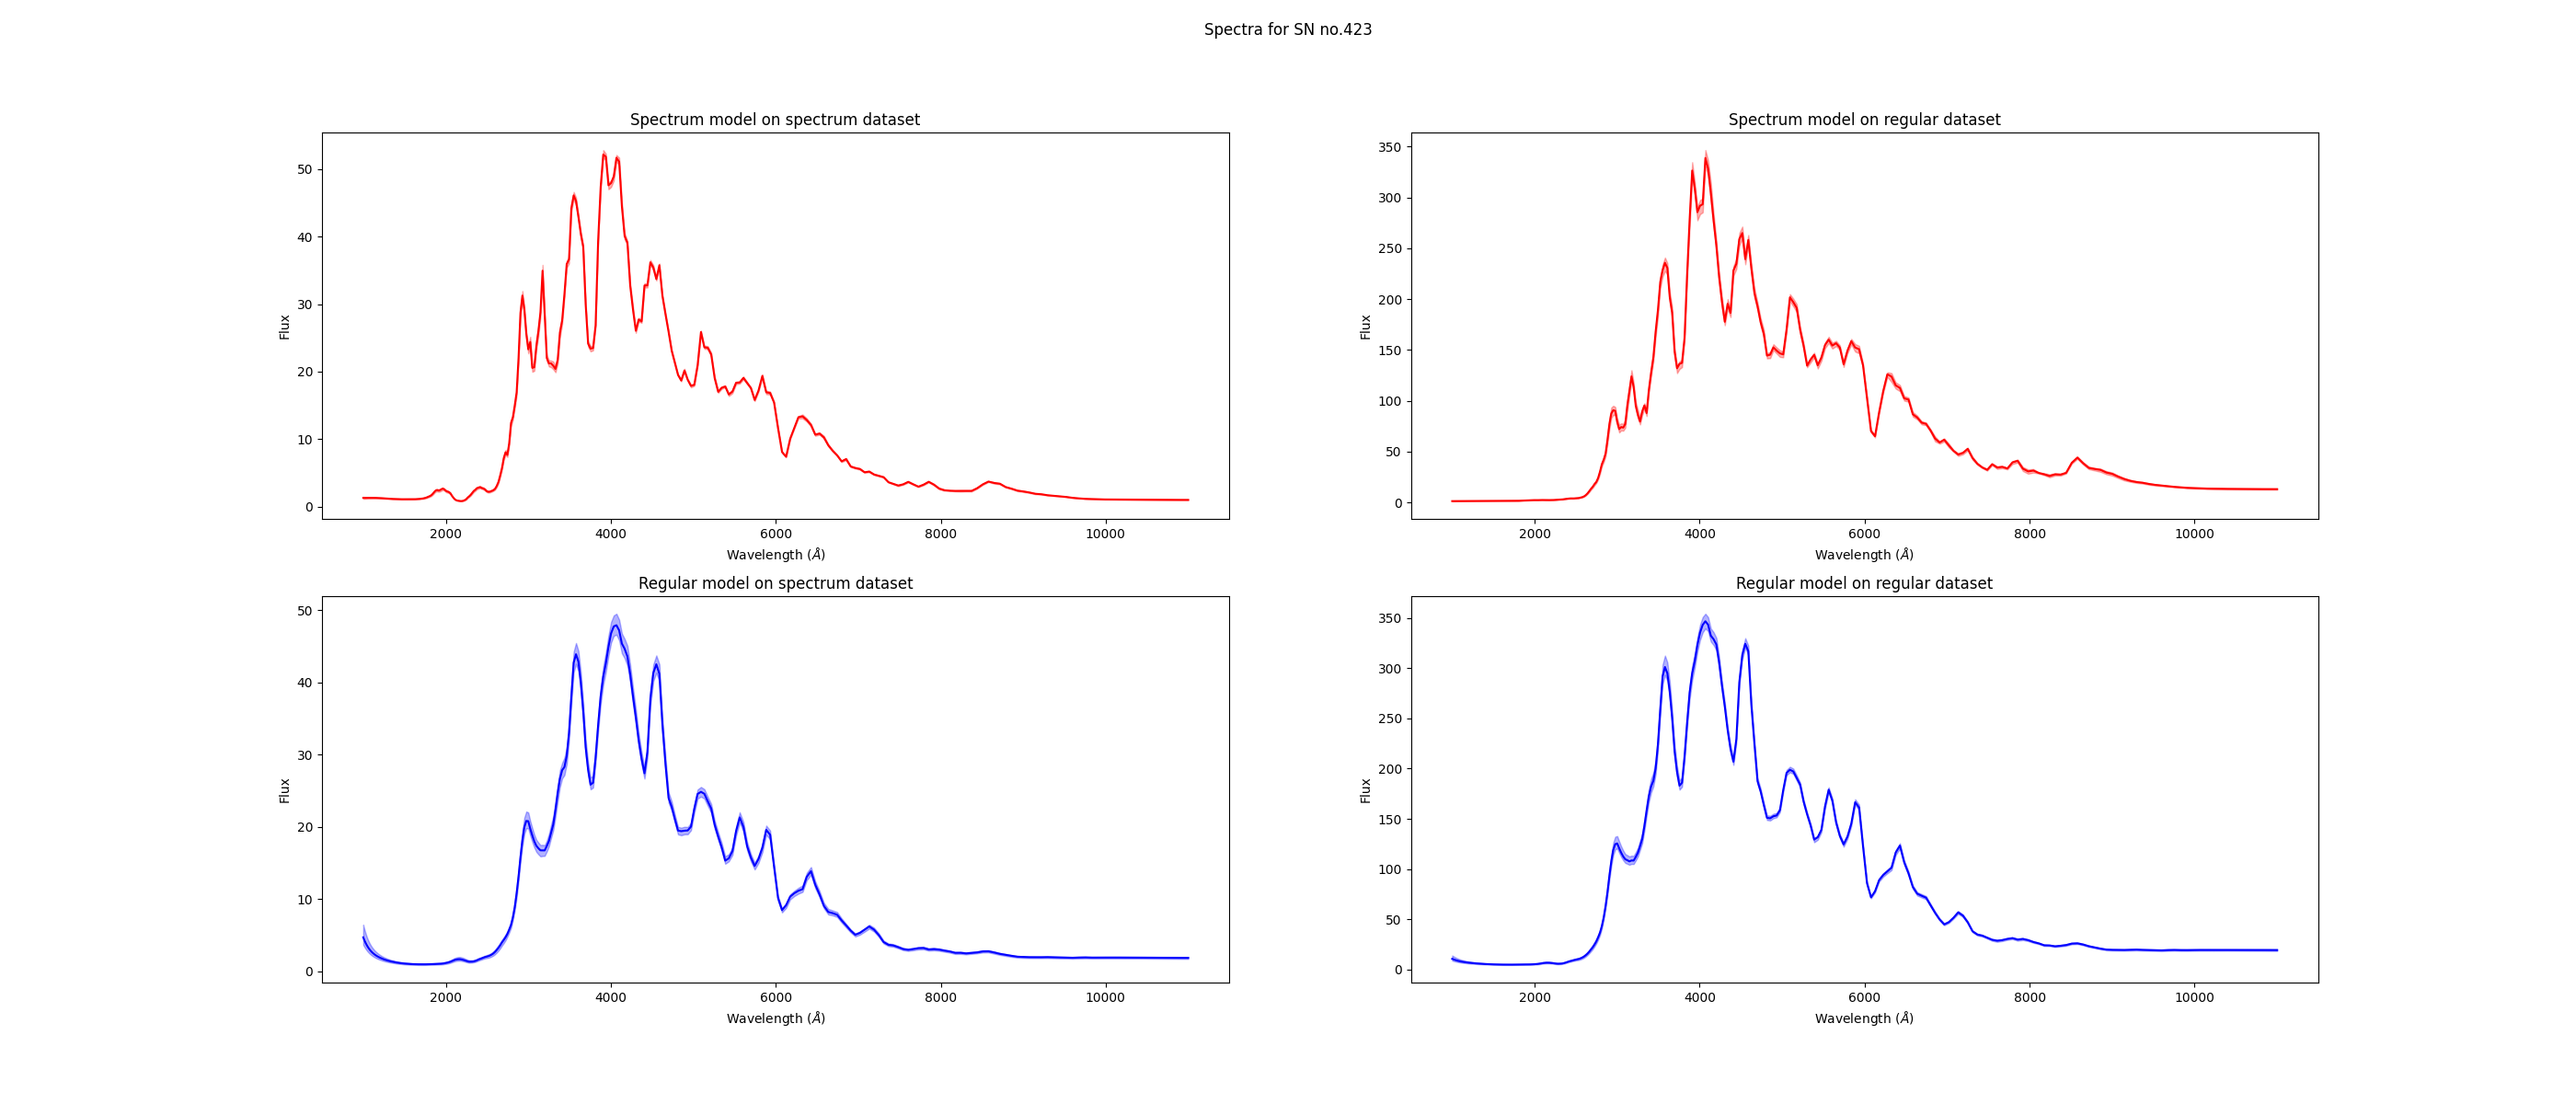 Spectra for SN no.423
Spectrum model on spectrum dataset
50
40
30
20
10
0
Flux
2000 4000 6000 8000 10000
Wavelength (Å)
Spectrum model on regular dataset
350
300
250
200
150
100
50
0
Flux
2000 4000 6000 8000 10000
Wavelength (Å)
Regular model on spectrum dataset
50
40
30
20
10
0
Flux
2000 4000 6000 8000 10000
Wavelength (Å)
Regular model on regular dataset
350
300
250
200
150
100
50
0
Flux
2000 4000 6000 8000 10000
Wavelength (Å)